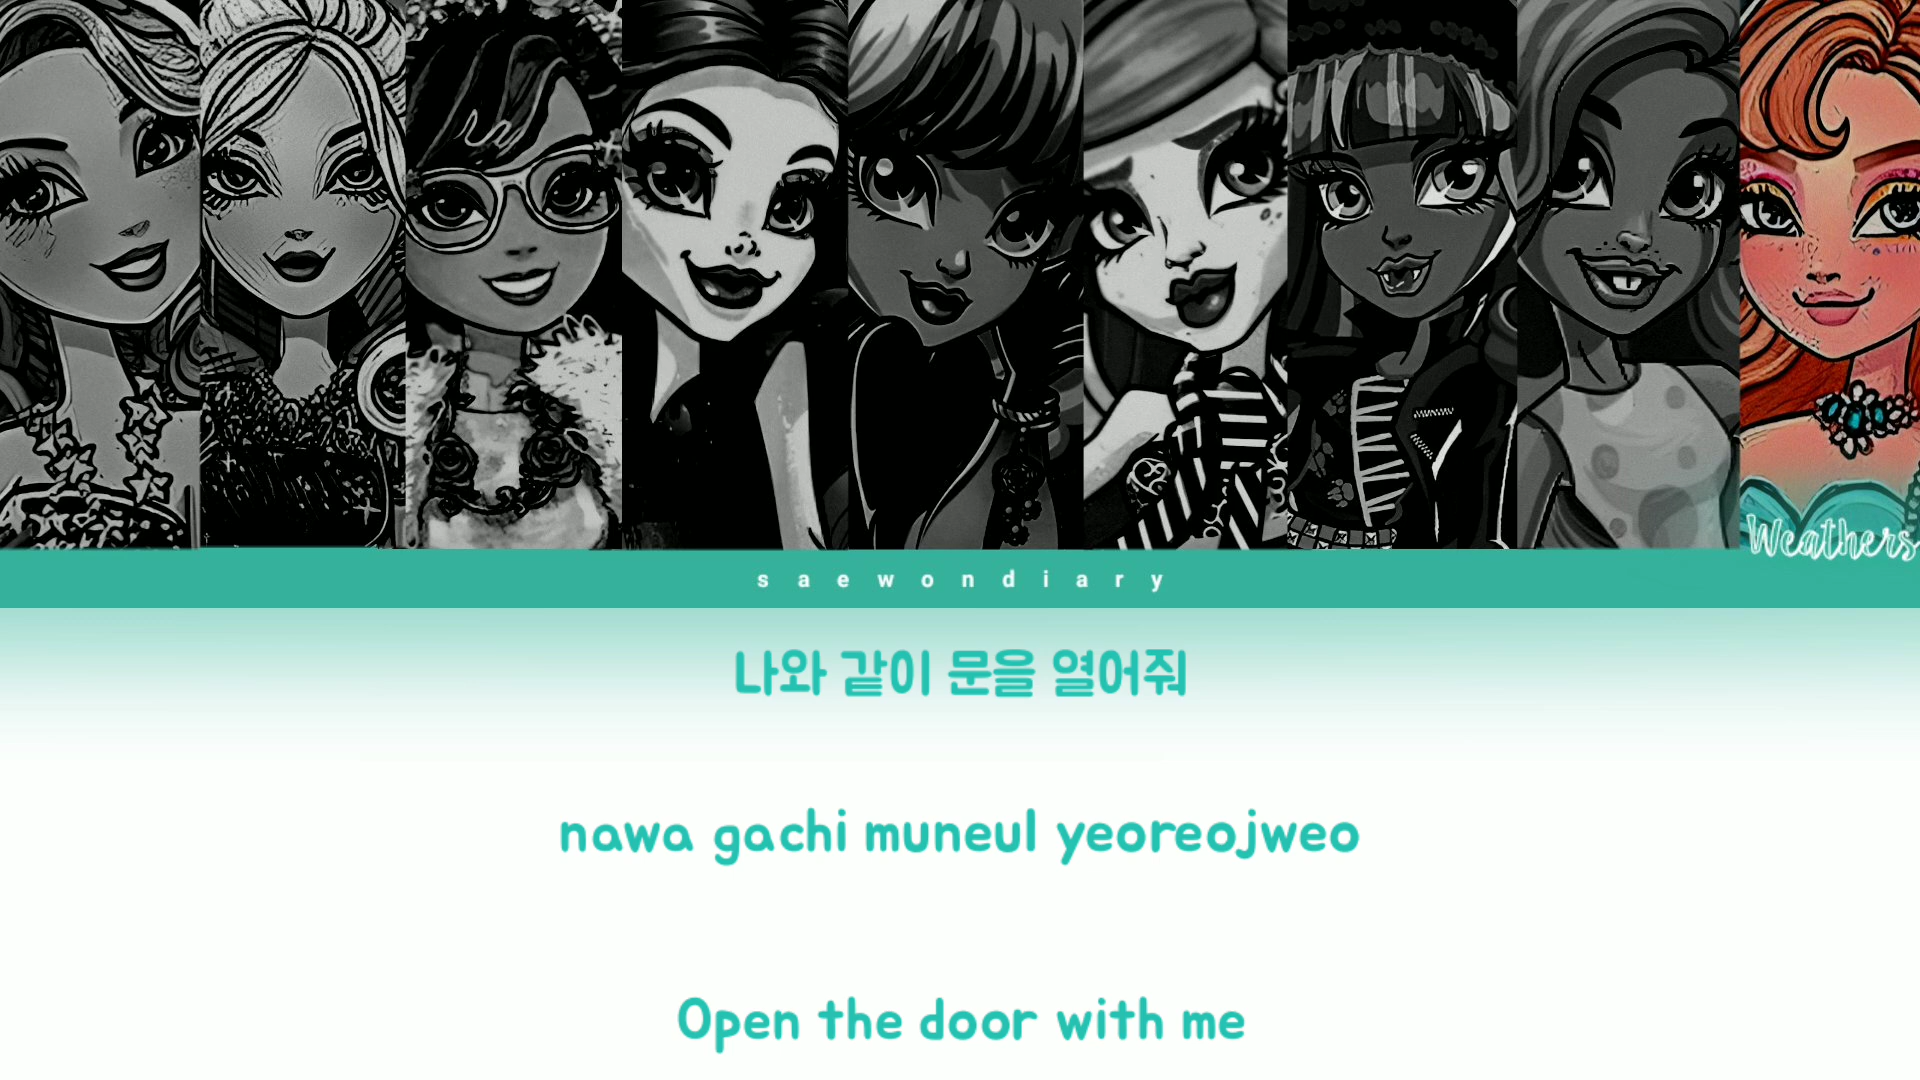 Weathers
saewondiary
나와 같이 문을 열어줘
nawa gachi muneul yeoreojweo
Open the door with me